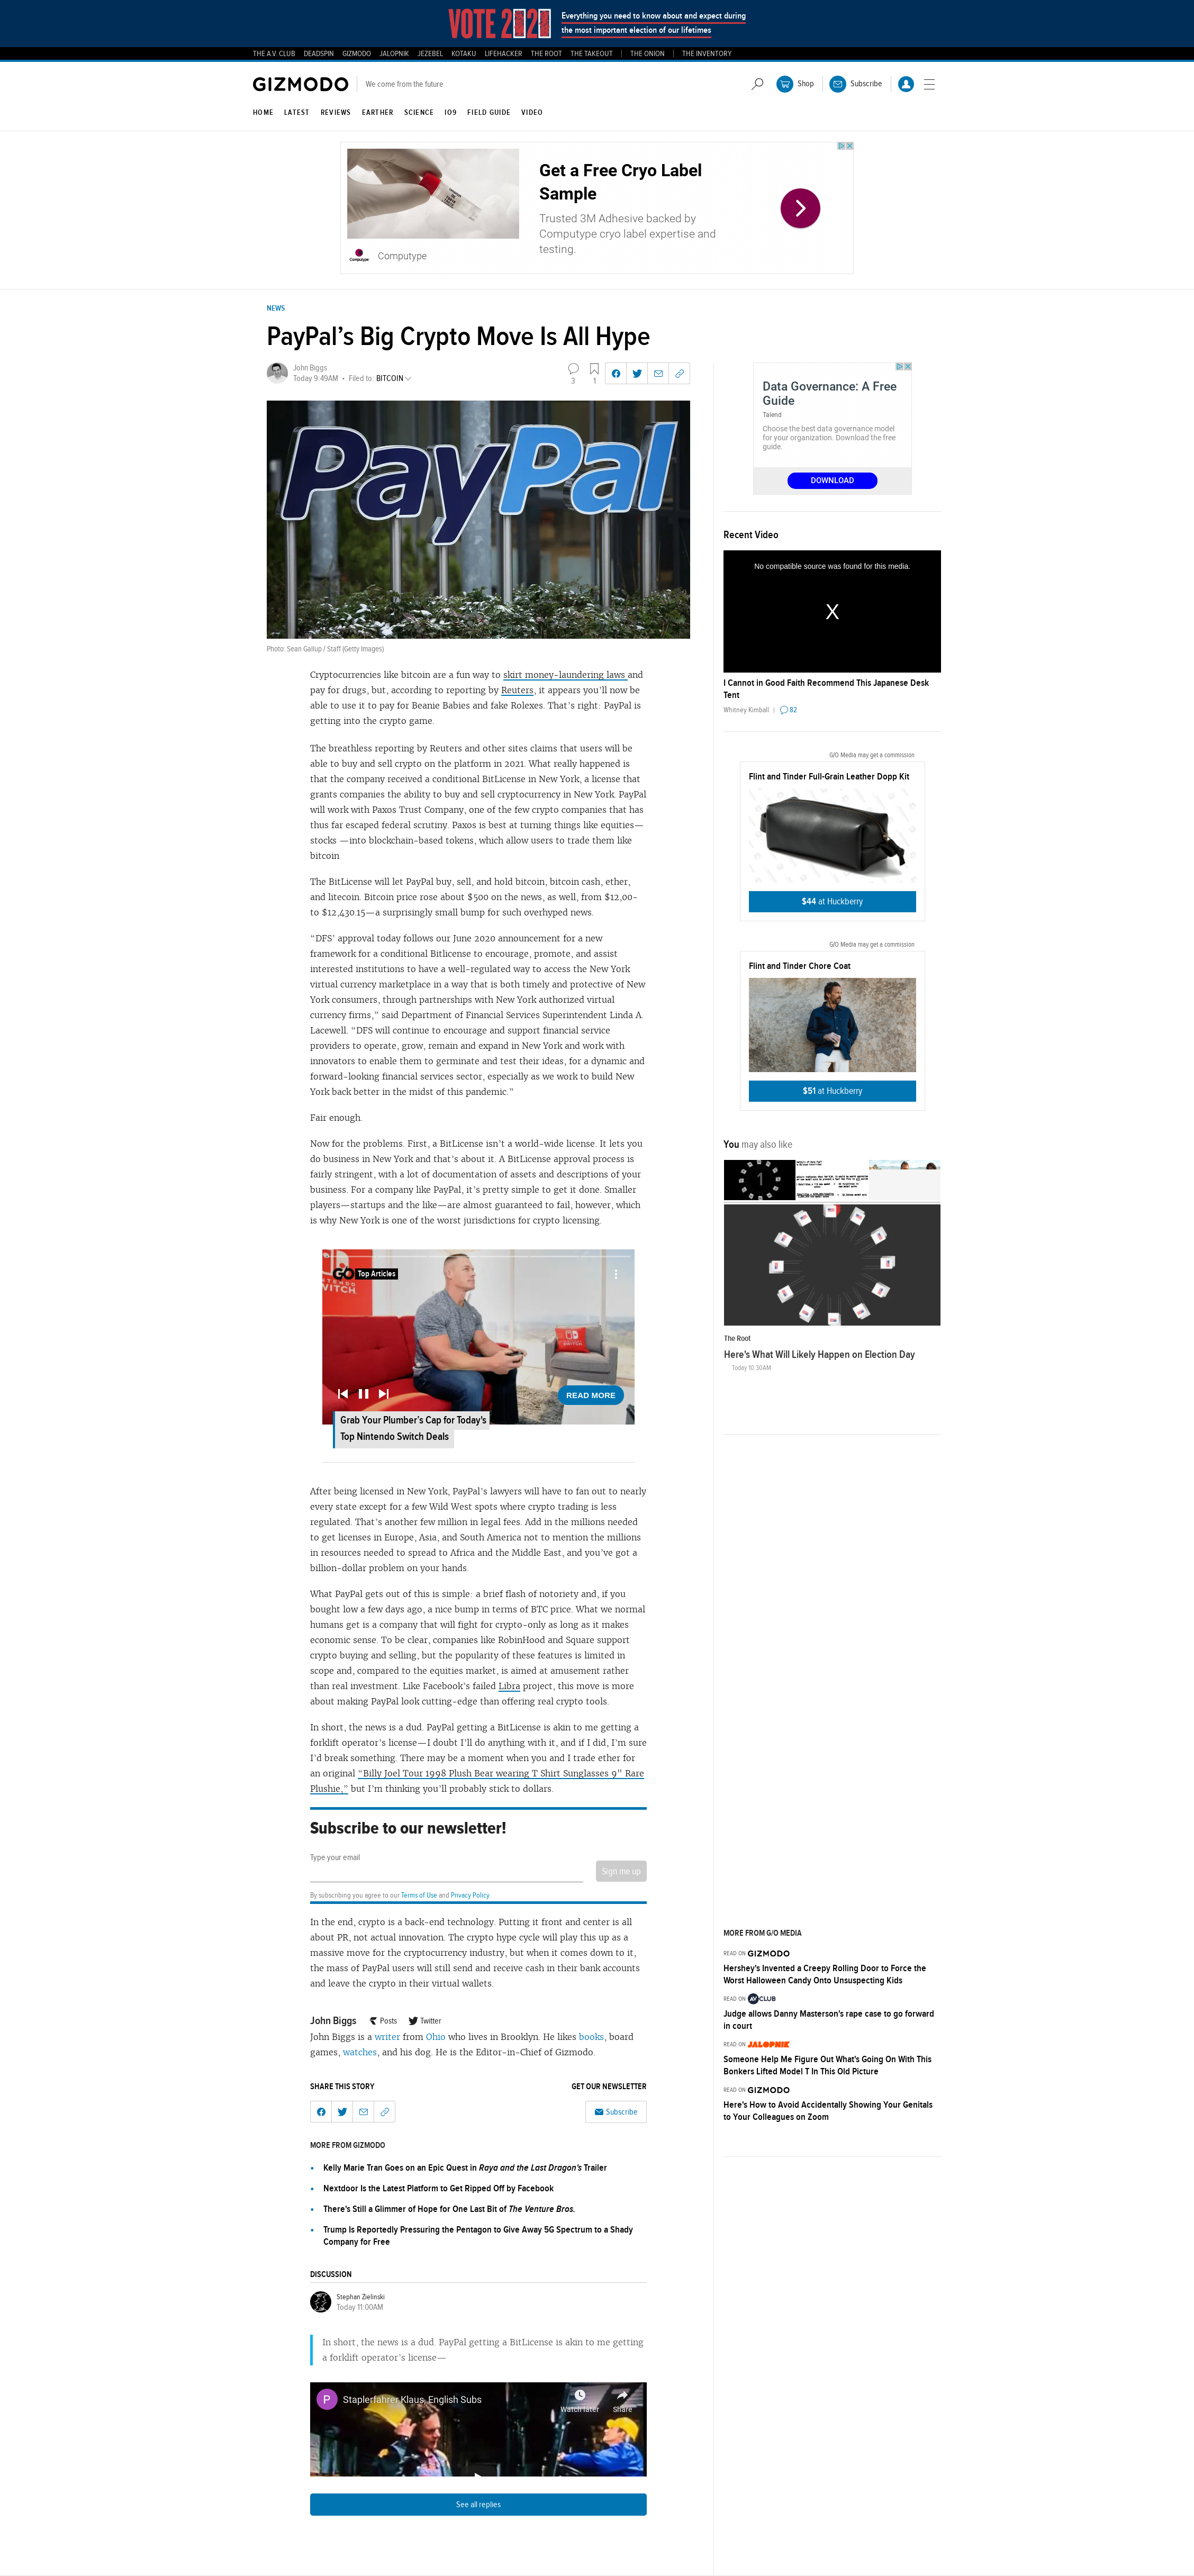 VOTE 2020
Everything you need to know about and expect during
the most important election of our lifetimes
THE A.V. CLUB DEADSPIN GIZMODO JALOPNIK JEZEBEL KOTAKU LIFEHACKER THE ROOT THE TAKEOUT | THE ONION | THE INVENTORY
GIZMODO
We come from the future
Shop
Subscribe
HOME LATEST REVIEWS EARTHER SCIENCE IO9 FIELD GUIDE VIDEO
Get a Free Cryo Label
Sample
Trusted 3M Adhesive backed by
Computype cryo label expertise and
testing.
Computype
Computype
NEWS
PayPal's Big Crypto Move Is All Hype
John Biggs
Today 9:49AM • Filed to: BITCOIN
3
1
PayPal
Photo: Sean Gallup / Staff (Getty Images)
Cryptocurrencies like bitcoin are a fun way to skirt money-laundering laws and
pay for drugs, but, according to reporting by Reuters, it appears you'll now be
able to use it to pay for Beanie Babies and fake Rolexes. That's right: PayPal is
getting into the crypto game.
The breathless reporting by Reuters and other sites claims that users will be
able to buy and sell crypto on the platform in 2021. What really happened is
that the company received a conditional BitLicense in New York, a license that
grants companies the ability to buy and sell cryptocurrency in New York. PayPal
will work with Paxos Trust Company, one of the few crypto companies that has
thus far escaped federal scrutiny. Paxos is best at turning things like equities—
stocks —into blockchain-based tokens, which allow users to trade them like
bitcoin
The BitLicense will let PayPal buy, sell, and hold bitcoin, bitcoin cash, ether,
and litecoin. Bitcoin price rose about $500 on the news, as well, from $12,00-
to $12,430.15—a surprisingly small bump for such overhyped news.
“DFS' approval today follows our June 2020 announcement for a new
framework for a conditional Bitlicense to encourage, promote, and assist
interested institutions to have a well-regulated way to access the New York
virtual currency marketplace in a way that is both timely and protective of New
York consumers, through partnerships with New York authorized virtual
currency firms,” said Department of Financial Services Superintendent Linda A.
Lacewell. “DFS will continue to encourage and support financial service
providers to operate, grow, remain and expand in New York and work with
innovators to enable them to germinate and test their ideas, for a dynamic and
forward-looking financial services sector, especially as we work to build New
York back better in the midst of this pandemic.”
Fair enough.
Now for the problems. First, a BitLicense isn't a world-wide license. It lets you
do business in New York and that's about it. A BitLicense approval process is
fairly stringent, with a lot of documentation of assets and descriptions of your
business. For a company like PayPal, it's pretty simple to get it done. Smaller
players—startups and the like—are almost guaranteed to fail, however, which
is why New York is one of the worst jurisdictions for crypto licensing.
GO Top Articles
READ MORE
Grab Your Plumber's Cap for Today's
Top Nintendo Switch Deals
After being licensed in New York, PayPal's lawyers will have to fan out to nearly
every state except for a few Wild West spots where crypto trading is less
regulated. That's another few million in legal fees. Add in the millions needed
to get licenses in Europe, Asia, and South America not to mention the millions
in resources needed to spread to Africa and the Middle East, and you've got a
billion-dollar problem on your hands.
What PayPal gets out of this is simple: a brief flash of notoriety and, if you
bought low a few days ago, a nice bump in terms of BTC price. What we normal
humans get is a company that will fight for crypto-only as long as it makes
economic sense. To be clear, companies like RobinHood and Square support
crypto buying and selling, but the popularity of these features is limited in
scope and, compared to the equities market, is aimed at amusement rather
than real investment. Like Facebook's failed Libra project, this move is more
about making PayPal look cutting-edge than offering real crypto tools.
In short, the news is a dud. PayPal getting a BitLicense is akin to me getting a
forklift operator's license—I doubt I'll do anything with it, and if I did, I'm sure
I'd break something. There may be a moment when you and I trade ether for
an original “Billy Joel Tour 1998 Plush Bear wearing T Shirt Sunglasses 9" Rare
Plushie,” but I'm thinking you'll probably stick to dollars.
Subscribe to our newsletter!
Type your email
Sign me up
By subscribing you agree to our Terms of Use and Privacy Policy.
In the end, crypto is a back-end technology. Putting it front and center is all
about PR, not actual innovation. The crypto hype cycle will play this up as a
massive move for the cryptocurrency industry, but when it comes down to it,
the mass of PayPal users will still send and receive cash in their bank accounts
and leave the crypto in their virtual wallets.
John Biggs Posts Twitter
John Biggs is a writer from Ohio who lives in Brooklyn. He likes books, board
games, watches, and his dog. He is the Editor-in-Chief of Gizmodo.
SHARE THIS STORY
GET OUR NEWSLETTER
Subscribe
MORE FROM GIZMODO
Kelly Marie Tran Goes on an Epic Quest in Raya and the Last Dragon's Trailer
Nextdoor Is the Latest Platform to Get Ripped Off by Facebook
There's Still a Glimmer of Hope for One Last Bit of The Venture Bros.
Trump Is Reportedly Pressuring the Pentagon to Give Away 5G Spectrum to a Shady
Company for Free
DISCUSSION
Stephan Zielinski
Today 11:00AM
In short, the news is a dud. PayPal getting a BitLicense is akin to me getting
a forklift operator's license—
P
Staplerfahrer Klaus, English Subs
Watch later
Share
See all replies
Data Governance: A Free
Guide
Talend
Choose the best data governance model
for your organization. Download the free
guide.
DOWNLOAD
Recent Video
No compatible source was found for this media.
X
I Cannot in Good Faith Recommend This Japanese Desk
Tent
Whitney Kimball | 82
G/O Media may get a commission
Flint and Tinder Full-Grain Leather Dopp Kit
$44 at Huckberry
G/O Media may get a commission
Flint and Tinder Chore Coat
$51 at Huckberry
You may also like
1
The Root
Here's What Will Likely Happen on Election Day
Today 10:30AM
MORE FROM G/O MEDIA
READ ON GIZMODO
Hershey's Invented a Creepy Rolling Door to Force the
Worst Halloween Candy Onto Unsuspecting Kids
READ ON AV CLUB
Judge allows Danny Masterson's rape case to go forward
in court
READ ON JALOPNIK
Someone Help Me Figure Out What's Going On With This
Bonkers Lifted Model T In This Old Picture
READ ON GIZMODO
Here's How to Avoid Accidentally Showing Your Genitals
to Your Colleagues on Zoom